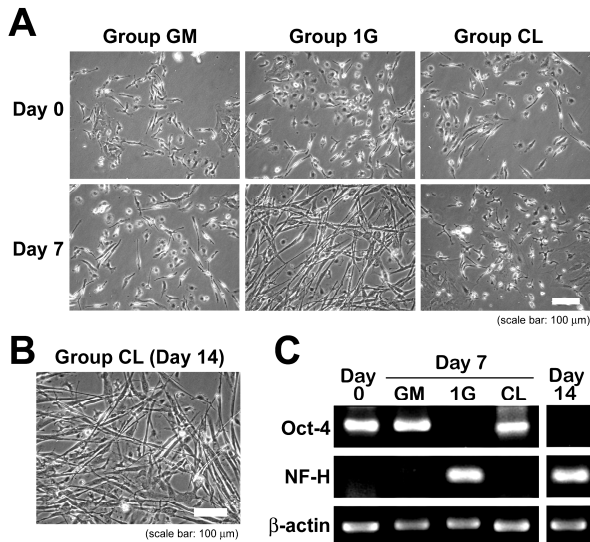 A
Group GM Group 1G Group CL
Day 0
Day 7
(scale bar: 100 μm)
B
Group CL (Day 14)
(scale bar: 100 μm)
C
Day 0 Day 7 Day 14
GM 1G CL
Oct-4
NF-H
β-actin